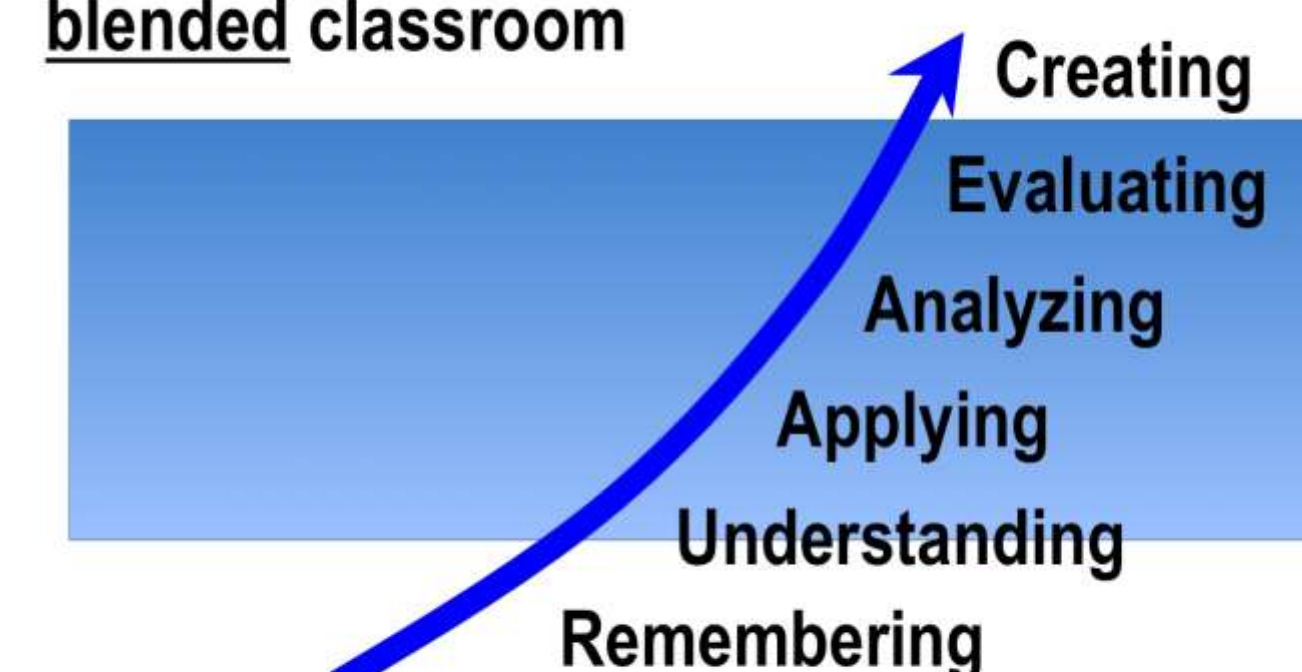 blended classroom
Creating
Evaluating
Analyzing
Applying
Understanding
Remembering